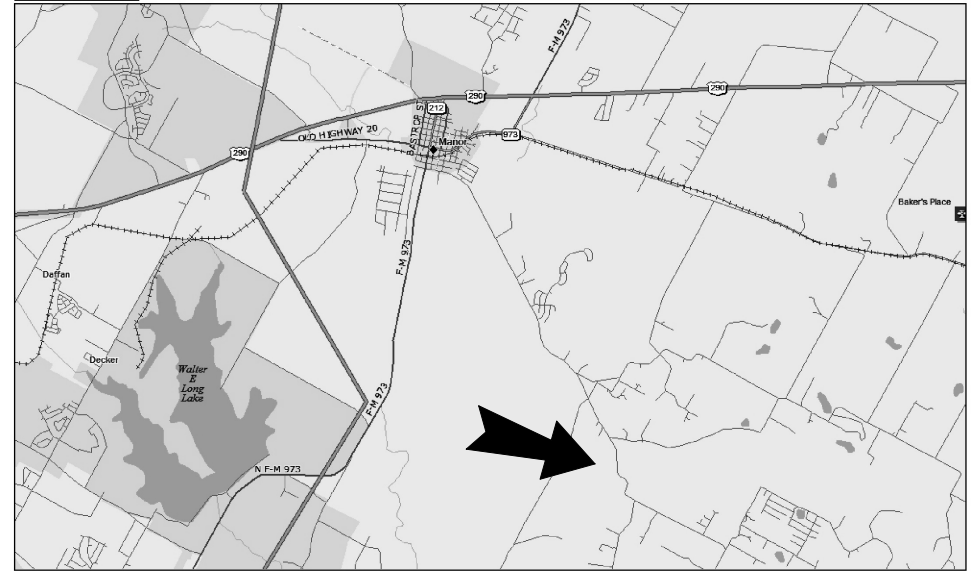 F-M 973
290
290
212
BASTROP ST
OLD HIGHWAY 20
973
Manor
290
Baker's Place
F-M 973
Daffan
Decker
Walter
E
Long
Lake
F-M 973
N F-M 973